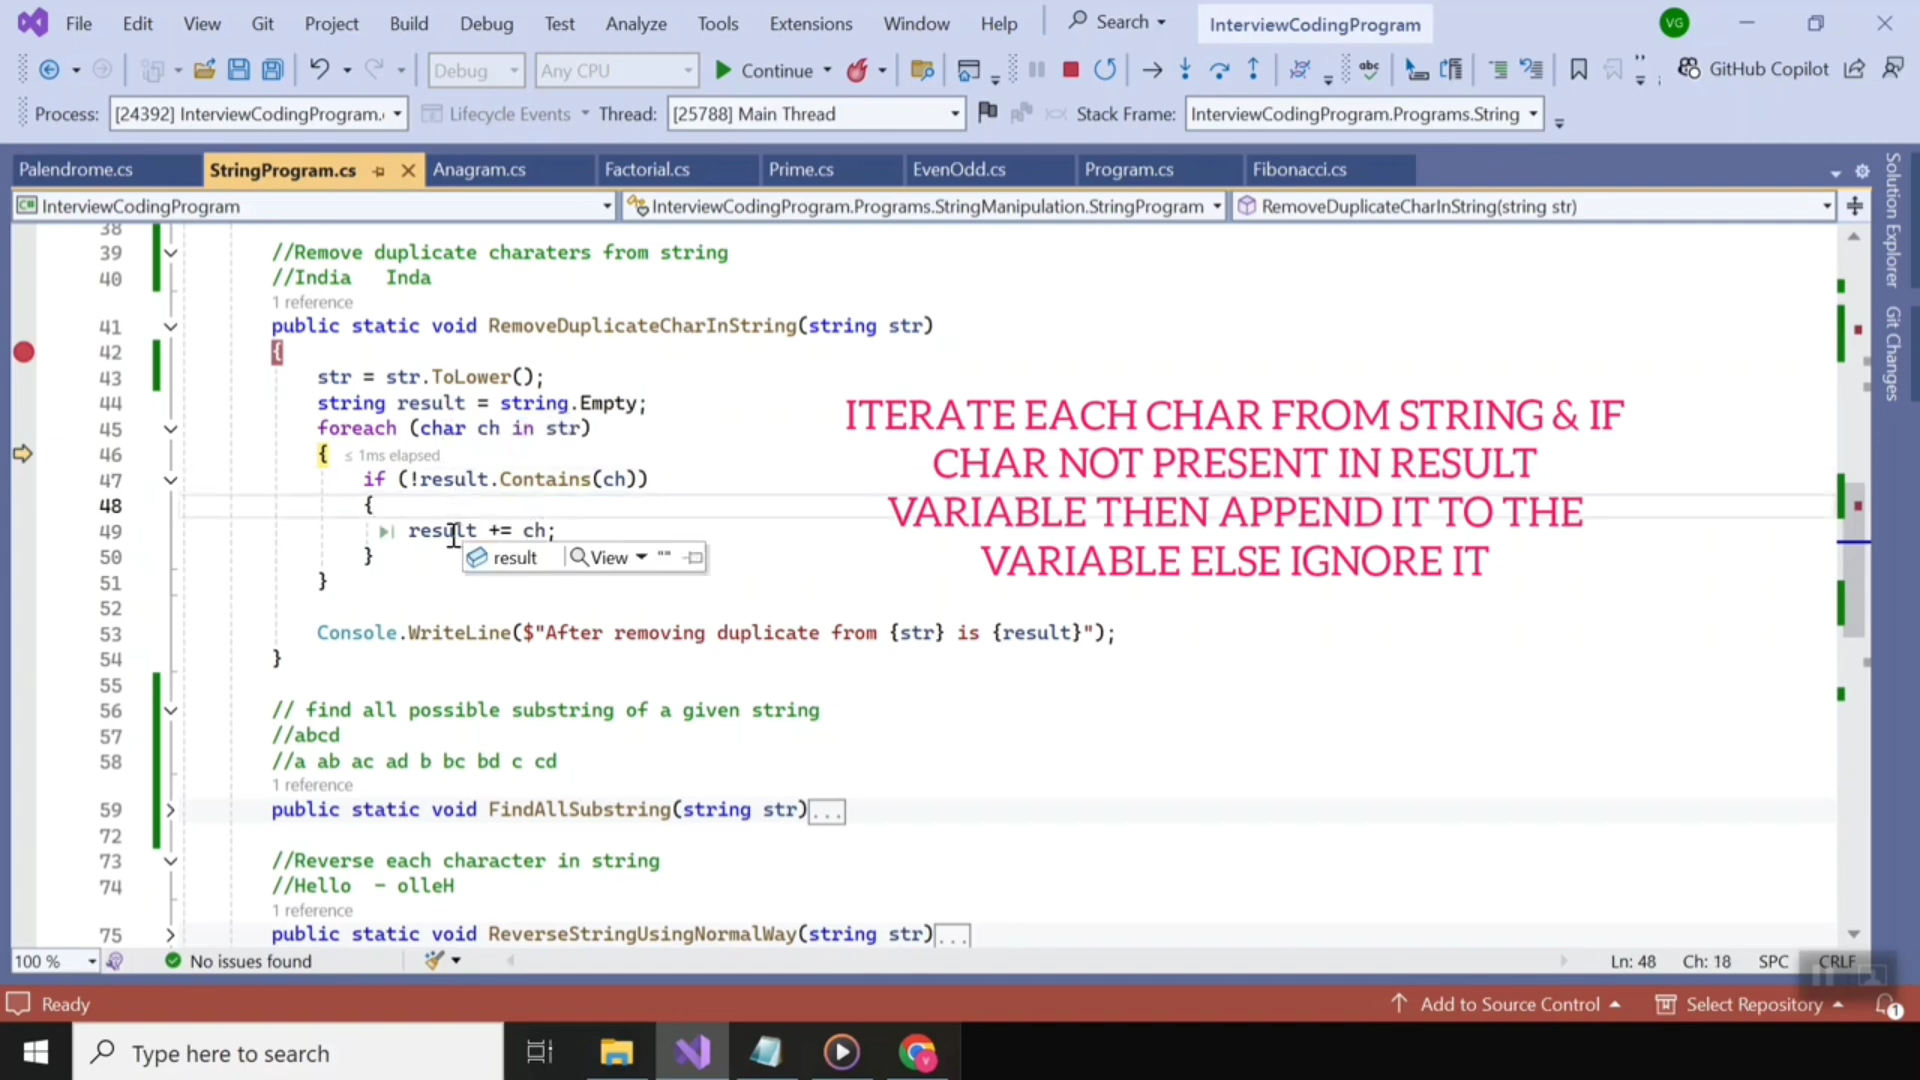 File Edit View Git Project Build Debug Test Analyze Tools Extensions Window Help Search InterviewCodingProgram VG
Debug Any CPU Continue abc GitHub Copilot
Process: [24392] InterviewCodingProgram. Lifecycle Events Thread: [25788] Main Thread Stack Frame: InterviewCodingProgram.Programs.String
Palendrome.cs StringProgram.cs Anagram.cs Factorial.cs Prime.cs EvenOdd.cs Program.cs Fibonacci.cs
C# InterviewCodingProgram InterviewCodingProgram.Programs.StringManipulation.StringProgram RemoveDuplicateCharInString(string str)
Solution Explorer
Git Changes
38
39 //Remove duplicate charaters from string
40 //India Inda
1 reference
41 public static void RemoveDuplicateCharInString(string str)
42 {
43 str = str.ToLower();
44 string result = string.Empty;
45 foreach (char ch in str)
46 { ≤ 1ms elapsed
47 if (!result.Contains(ch))
48 {
49 result += ch;
50 }
result View ""
51 }
52
53 Console.WriteLine($"After removing duplicate from {str} is {result}");
54 }
55
56 // find all possible substring of a given string
57 //abcd
58 //a ab ac ad b bc bd c cd
1 reference
59 public static void FindAllSubstring(string str)...
72
73 //Reverse each character in string
74 //Hello - olleH
1 reference
75 public static void ReverseStringUsingNormalWay(string str)...
ITERATE EACH CHAR FROM STRING & IF
CHAR NOT PRESENT IN RESULT
VARIABLE THEN APPEND IT TO THE
VARIABLE ELSE IGNORE IT
100 % No issues found Ln: 48 Ch: 18 SPC CRLF
Ready Add to Source Control Select Repository 1
Type here to search